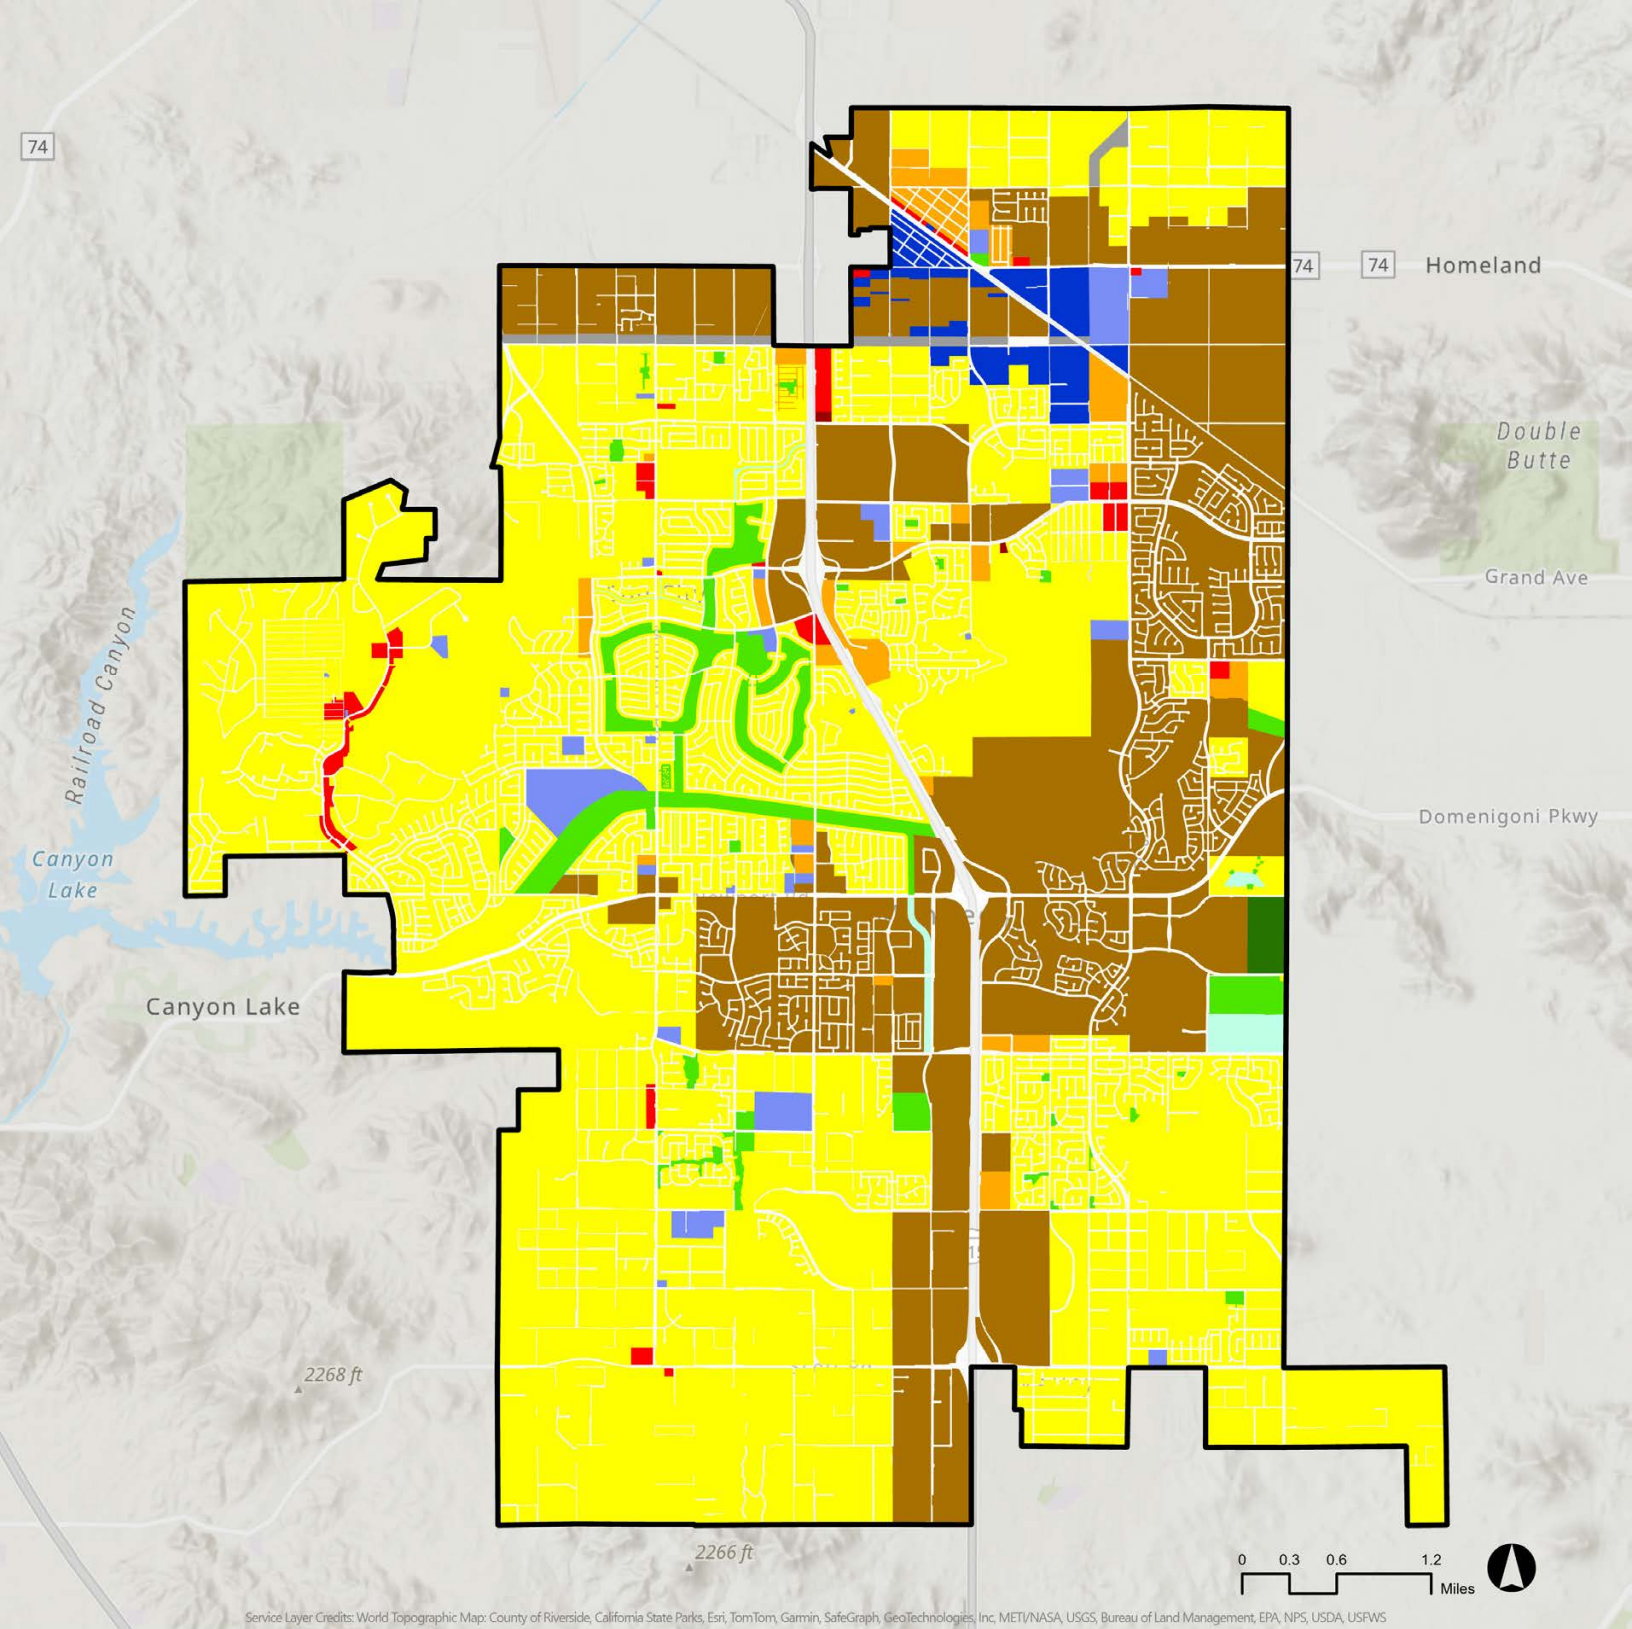 74
74
74
Homeland
Double
Butte
Grand Ave
Railroad Canyon
Domenigoni Pkwy
Canyon
Lake
Canyon Lake
2268 ft
2266 ft
0 0.3 0.6 1.2
Miles
Service Layer Credits: World Topographic Map: County of Riverside, California State Parks, Esri, TomTom, Garmin, SafeGraph, GeoTechnologies, Inc, METI/NASA, USGS, Bureau of Land Management, EPA, NPS, USDA, USFWS